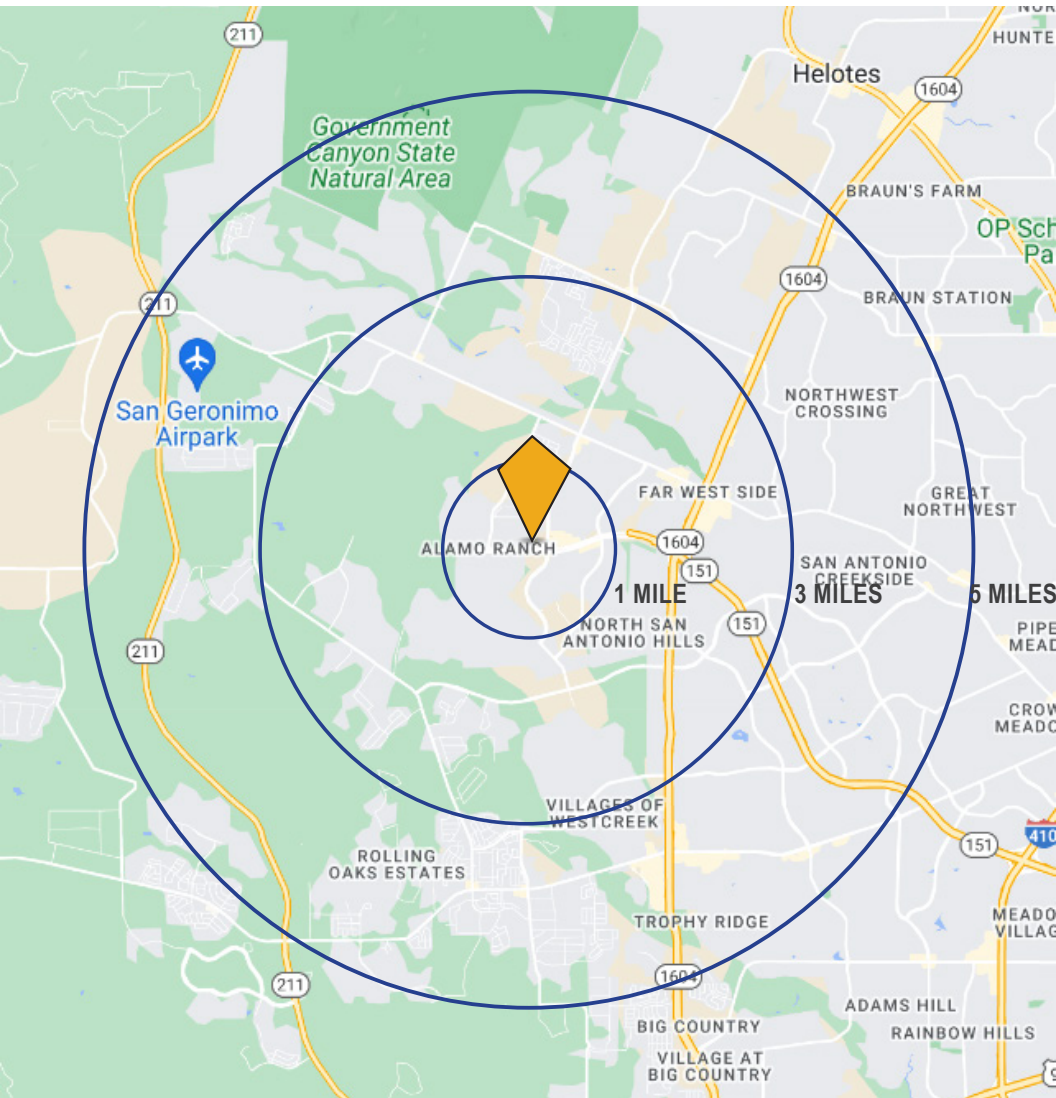 NOR
HUNTE
211
Helotes
1604
Government
Canyon State
Natural Area
BRAUN'S FARM
OP Sch
Pa
1604
BRAUN STATION
211
San Geronimo
Airpark
NORTHWEST
CROSSING
FAR WEST SIDE
GREAT
NORTHWEST
ALAMO RANCH
1604
151
SAN ANTONIO
CREEKSIDE
1 MILE
3 MILES
5 MILES
151
NORTH SAN
ANTONIO HILLS
PIPE
MEAD
211
CROW
MEADO
VILLAGES OF
WESTCREEK
410
151
ROLLING
OAKS ESTATES
TROPHY RIDGE
MEADO
VILLAG
1604
211
ADAMS HILL
BIG COUNTRY
RAINBOW HILLS
VILLAGE AT
BIG COUNTRY
9